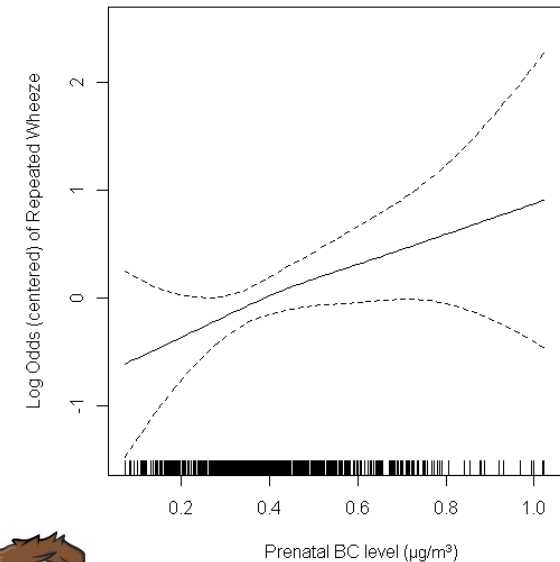 Log Odds (centered) of Repeated Wheeze
2
1
0
-1
0.2 0.4 0.6 0.8 1.0
Prenatal BC level (µg/m³)